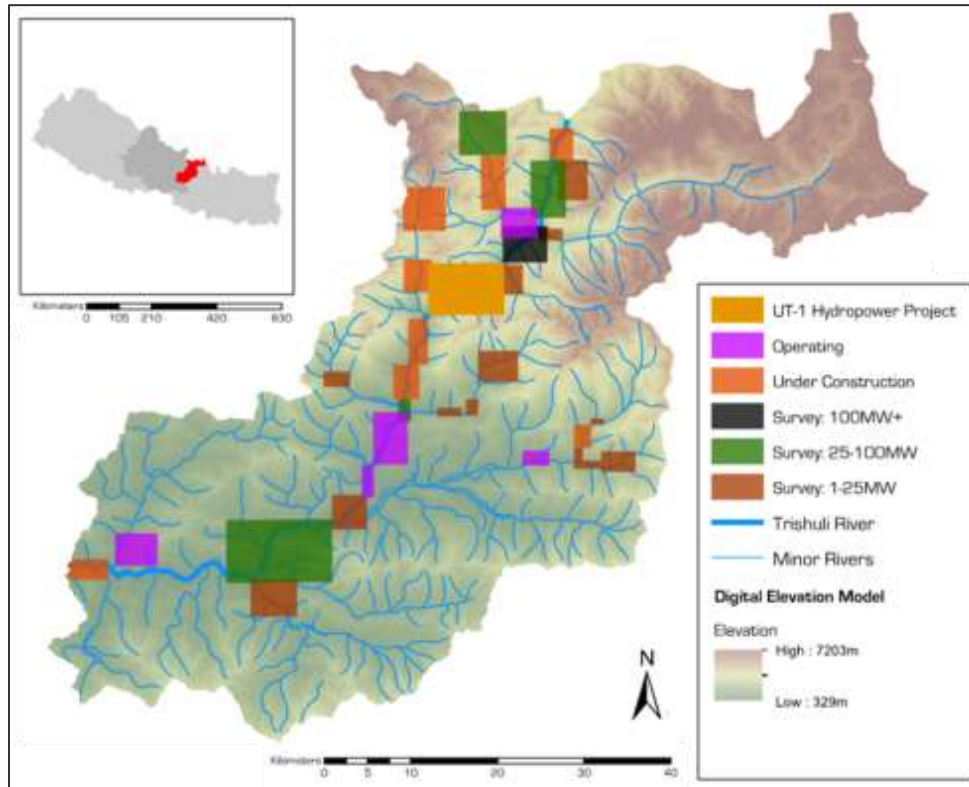 Kilometers
0 105 210 420 630
UT-1 Hydropower Project
Operating
Under Construction
Survey: 100MW+
Survey: 25-100MW
Survey: 1-25MW
Trishuli River
Minor Rivers
Digital Elevation Model
Elevation
High : 7203m
Low : 329m
N
Kilometers
0 5 10 20 30 40